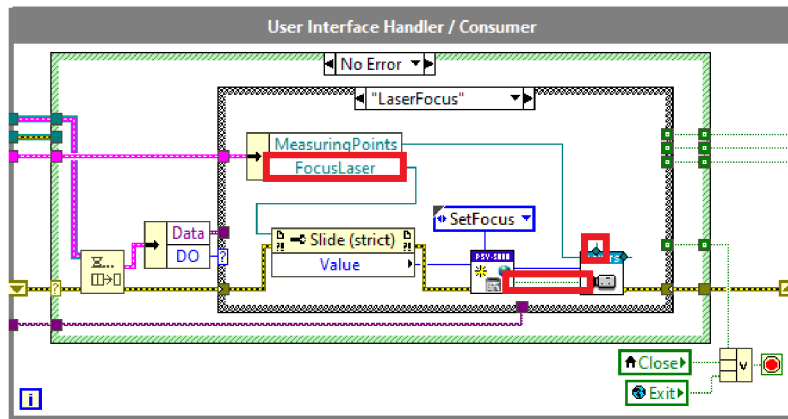 User Interface Handler / Consumer
No Error
"LaserFocus"
MeasuringPoints
FocusLaser
SetFocus
Data
DO
Slide (strict)
Value
?
?
Close
Exit
v
i